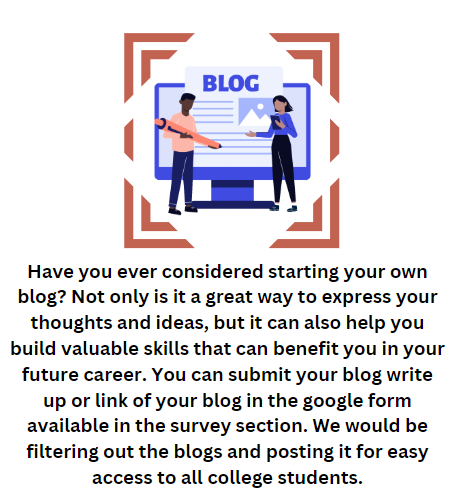 BLOG
Have you ever considered starting your own
blog? Not only is it a great way to express your
thoughts and ideas, but it can also help you
build valuable skills that can benefit you in your
future career. You can submit your blog write
up or link of your blog in the google form
available in the survey section. We would be
filtering out the blogs and posting it for easy
access to all college students.